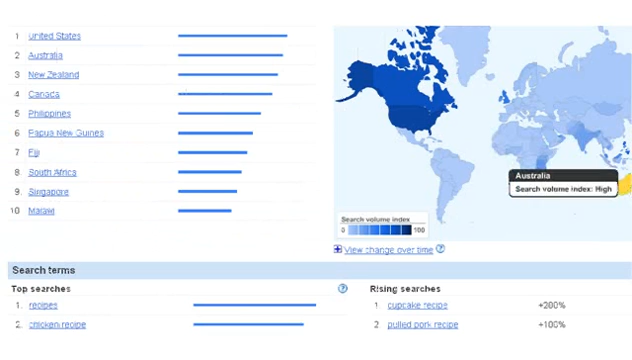 1 United States
2 Australia
3 New Zealand
4 Canada
5 Philippines
6 Papua New Guinea
7 Fiji
8 South Africa
9. Singapore
10 Malawi
Australia
Search volume index: High
Search volume index
0 100
View change over time ?
Search terms
Top searches ?
1. recipes
2. chicken recipe
Rising searches
1. cupcake recipe +200%
2 pulled pork recipe +100%